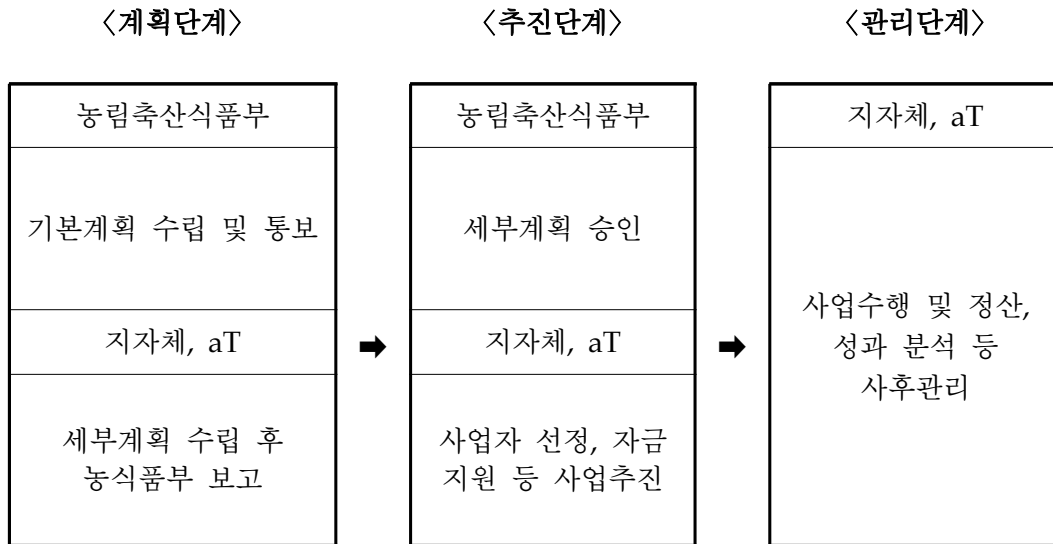 〈계획단계〉
농림축산식품부
기본계획 수립 및 통보
지자체, aT
세부계획 수립 후
농식품부 보고
➡
〈추진단계〉
농림축산식품부
세부계획 승인
지자체, aT
사업자 선정, 자금
지원 등 사업추진
➡
〈관리단계〉
지자체, aT
사업수행 및 정산,
성과 분석 등
사후관리